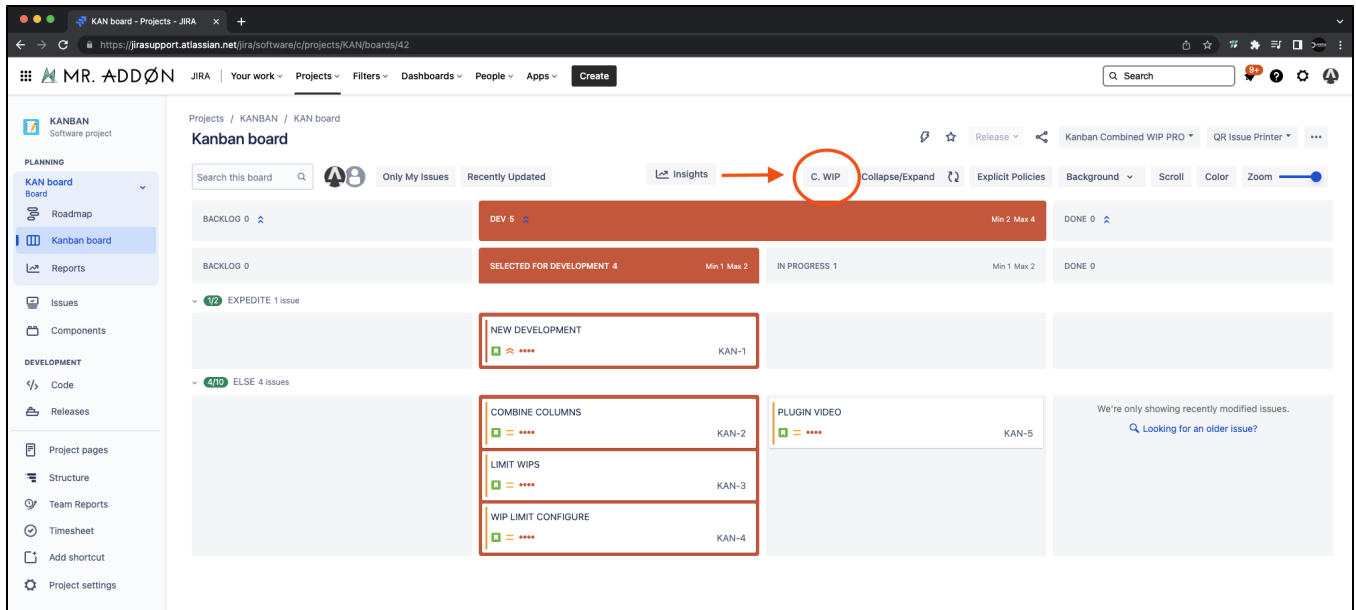 KAN board - Projects - JIRA
https://jirasupport.atlassian.net/jira/software/c/projects/KAN/boards/42
MR. ADDØN JIRA Your work Projects Filters Dashboards People Apps Create Search 9+
KANBAN
Software project
PLANNING
KAN board
Board
Roadmap
Kanban board
Reports
Issues
Components
DEVELOPMENT
Code
Releases
Project pages
Structure
Team Reports
Timesheet
Add shortcut
Project settings
Projects / KANBAN / KAN board
Kanban board
Release Kanban Combined WIP PRO QR Issue Printer
Search this board Only My Issues Recently Updated Insights C. WIP Collapse/Expand Explicit Policies Background Scroll Color Zoom
BACKLOG 0 DEV 5 Min 2 Max 4 DONE 0
BACKLOG 0 SELECTED FOR DEVELOPMENT 4 Min 1 Max 2 IN PROGRESS 1 Min 1 Max 2 DONE 0
1/2 EXPEDITE 1 issue
NEW DEVELOPMENT
KAN-1
4/10 ELSE 4 issues
COMBINE COLUMNS
KAN-2
LIMIT WIPS
KAN-3
WIP LIMIT CONFIGURE
KAN-4
PLUGIN VIDEO
KAN-5
We're only showing recently modified issues.
Looking for an older issue?